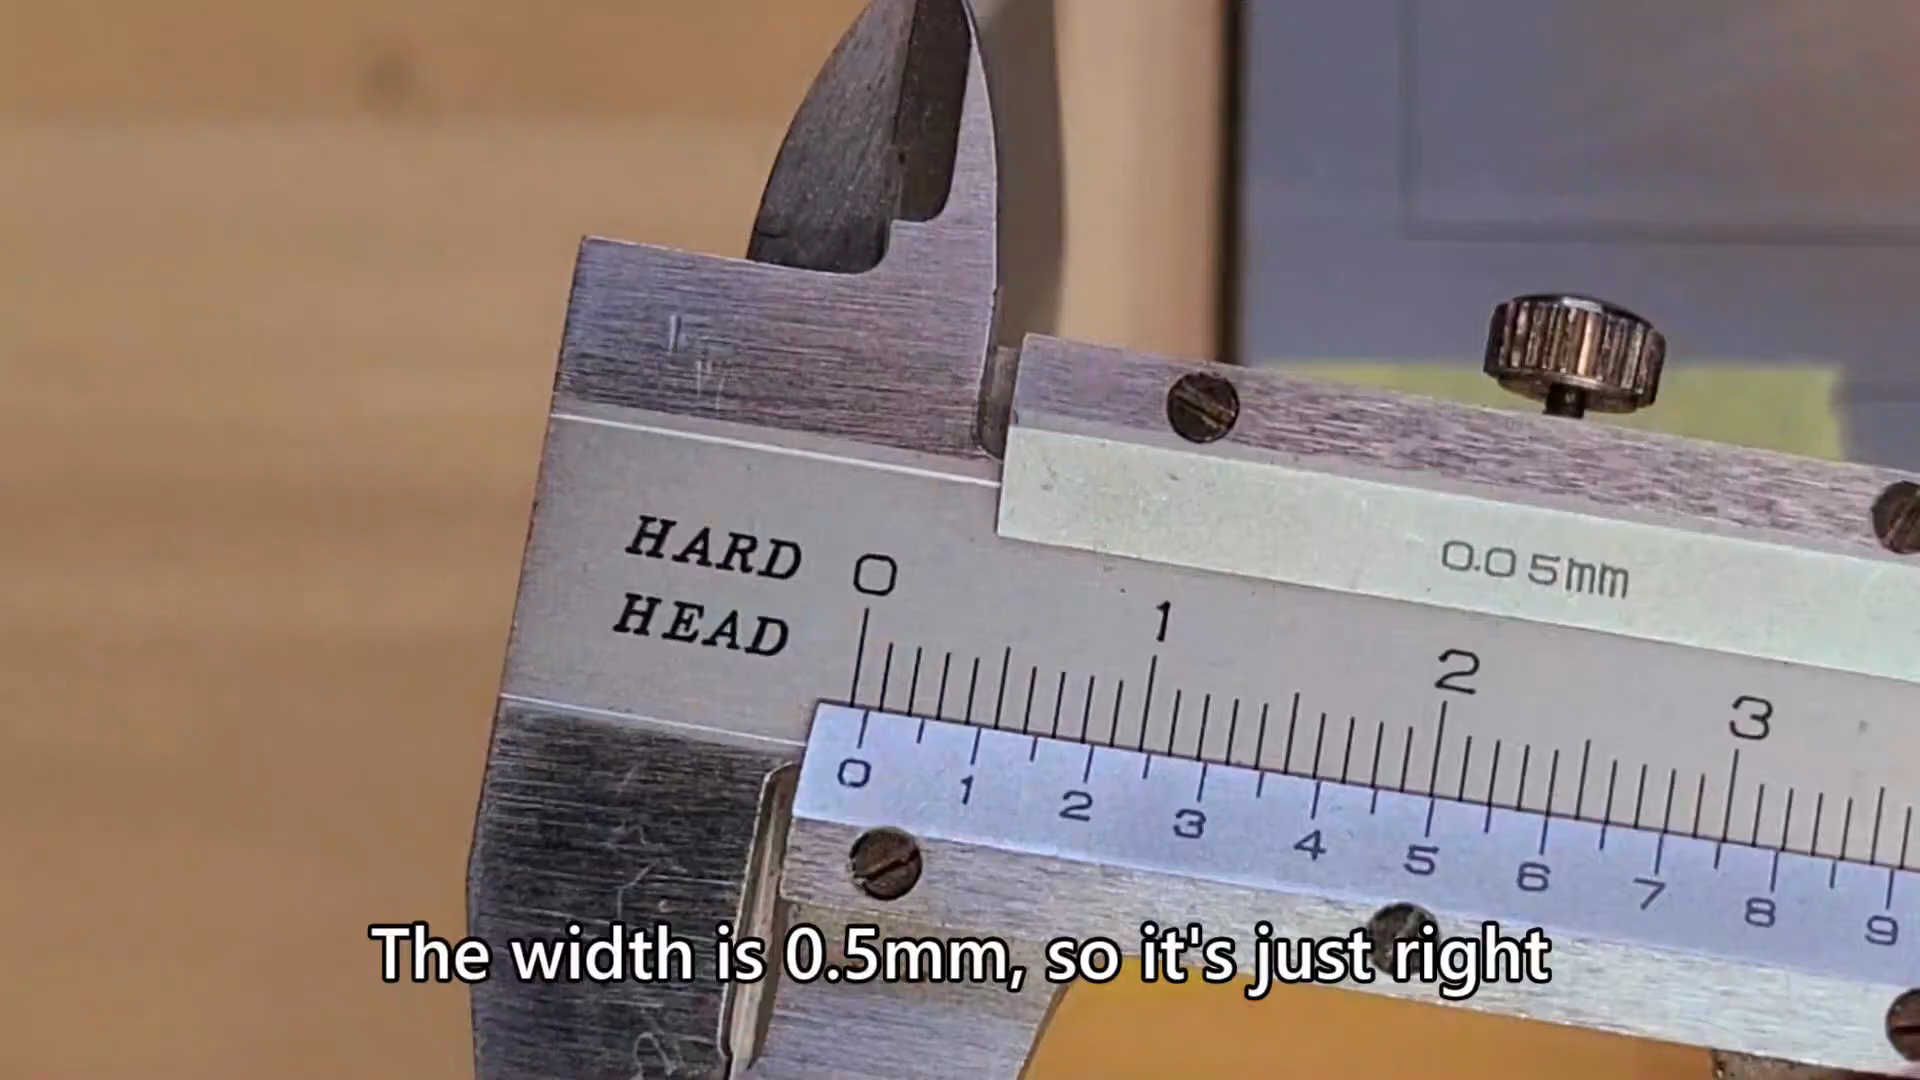 0.05mm
HARD
HEAD
0 1 2 3
0 1 2 3 4 5 6 7 8 9
The width is 0.5mm, so it's just right